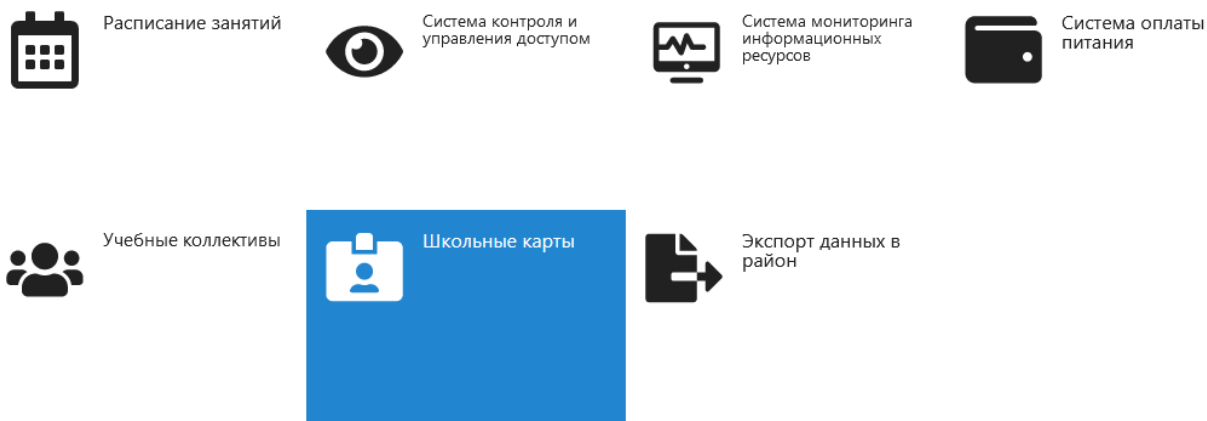 Расписание занятий
Система контроля и
управления доступом
Система мониторинга
информационных
ресурсов
Система оплаты
питания
Учебные коллективы
Школьные карты
Экспорт данных в
район